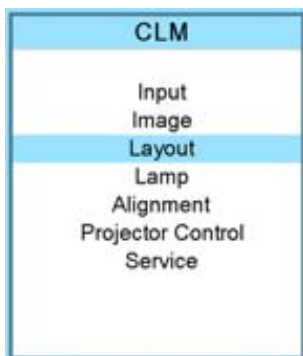 CLM
Input
Image
Layout
Lamp
Alignment
Projector Control
Service